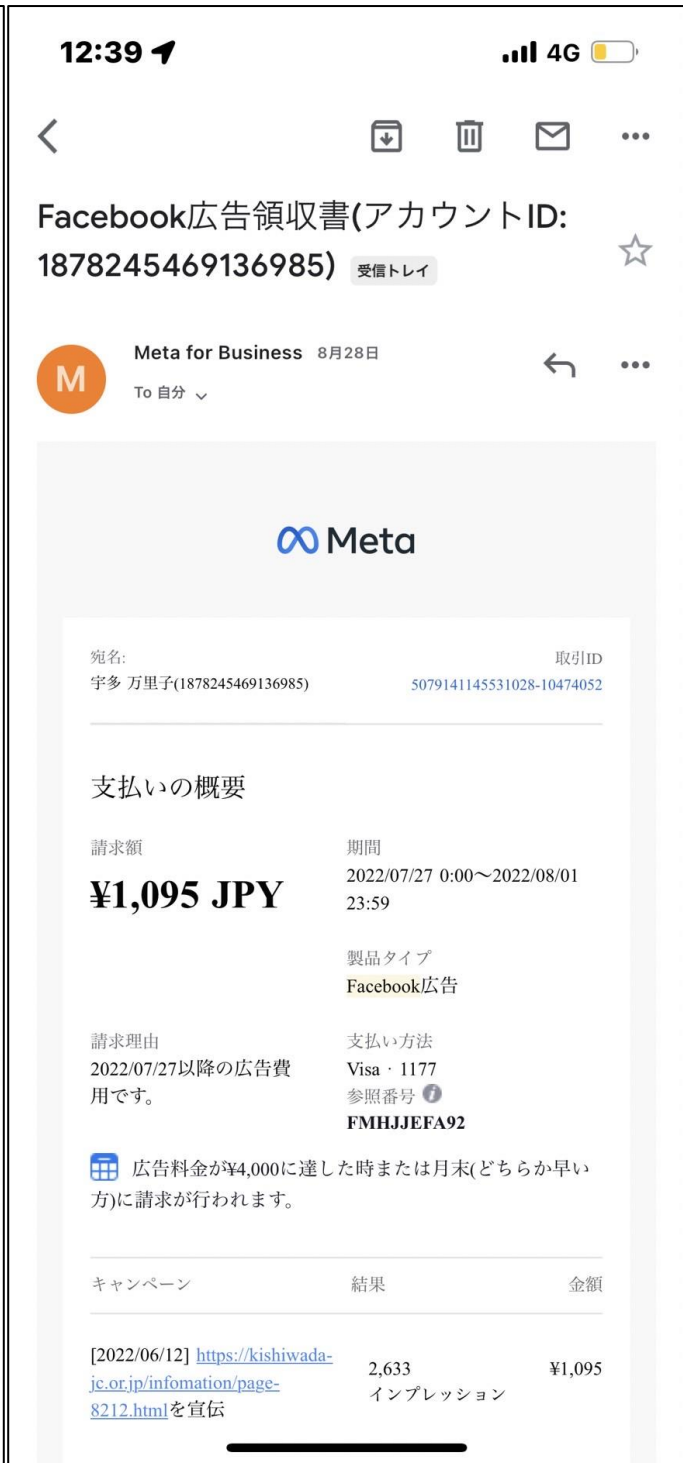 12:39
4G
Facebook広告領収書(アカウントID:
1878245469136985) 受信トレイ
M
Meta for Business 8月28日
To 自分
Meta
宛名:
宇多 万里子(1878245469136985)
取引ID
5079141145531028-10474052
支払いの概要
請求額
¥1,095 JPY
期間
2022/07/27 0:00〜2022/08/01
23:59
製品タイプ
Facebook広告
請求理由
2022/07/27以降の広告費
用です。
支払い方法
Visa · 1177
参照番号
FMHJJEFA92
広告料金が¥4,000に達した時または月末(どちらか早い
方)に請求が行われます。
キャンペーン 結果 金額
[2022/06/12] https://kishiwada-
jc.or.jp/infomation/page-
8212.htmlを宣伝
2,633
インプレッション
¥1,095